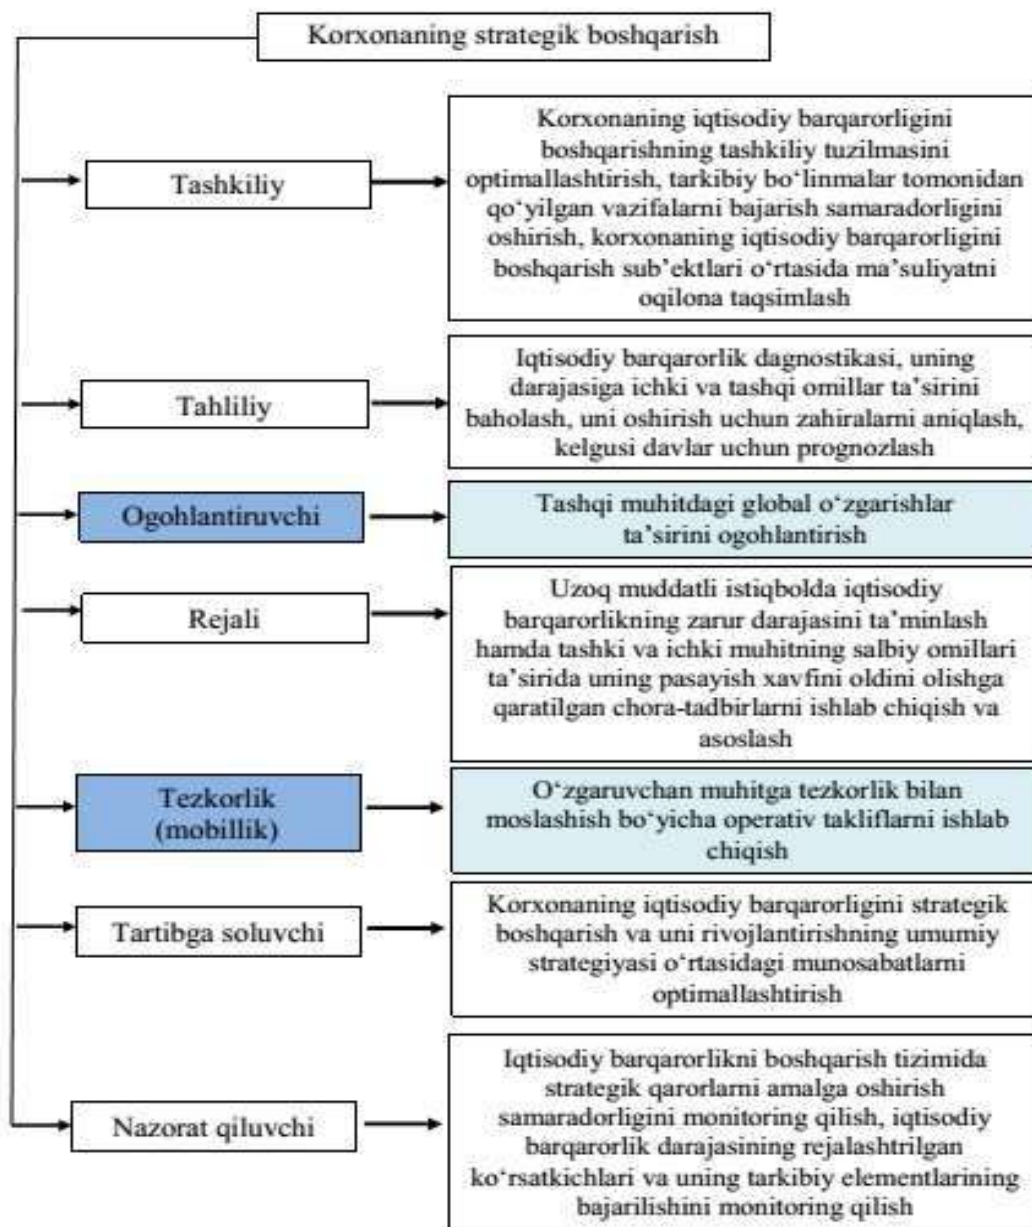 Korxonaning strategik boshqarish
Tashkiliy
Korxonaning iqtisodiy barqarorligini
boshqarishning tashkiliy tuzilmasini
optimallashtirish, tarkibiy bo‘linmalar tomonidan
qo‘yilgan vazifalarni bajarish samaradorligini
oshirish, korxonaning iqtisodiy barqarorligini
boshqarish sub’ektlari o‘rtasida ma’suliyatni
oqilona taqsimlash
Tahliliy
Iqtisodiy barqarorlik dagnostikasi, uning
darajasiga ichki va tashqi omillar ta’sirini
baholash, uni oshirish uchun zahiralarni aniqlash,
kelgusi davlar uchun prognozlash
Ogohlantiruvchi
Tashqi muhitdagi global o‘zgarishlar
ta’sirini ogohlantirish
Rejali
Uzoq muddatli istiqbolda iqtisodiy
barqarorlikning zarur darajasini ta’minlash
hamda tashki va ichki muhitning salbiy omillari
ta’sirida uning pasayish xavfini oldini olishga
qaratilgan chora-tadbirlarni ishlab chiqish va
asoslash
Tezkorlik
(mobillik)
O‘zgaruvchan muhitga tezkorlik bilan
moslashish bo‘yicha operativ takliflarni ishlab
chiqish
Tartibga soluvchi
Korxonaning iqtisodiy barqarorligini strategik
boshqarish va uni rivojlantirishning umumiy
strategiyasi o‘rtasidagi munosabatlarni
optimallashtirish
Nazorat qiluvchi
Iqtisodiy barqarorlikni boshqarish tizimida
strategik qarorlarni amalga oshirish
samaradorligini monitoring qilish, iqtisodiy
barqarorlik darajasining rejalashtrilgan
ko‘rsatkichlari va uning tarkibiy elementlarining
bajarilishini monitoring qilish